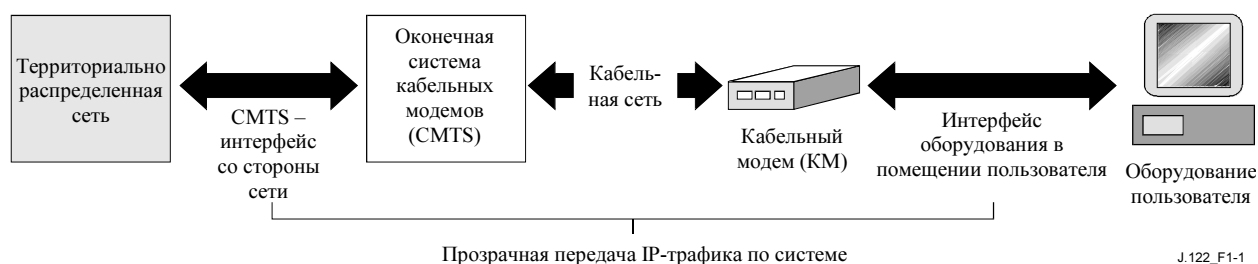 Территориально
распределенная
сеть
CMTS –
интерфейс
со стороны
сети
Оконечная
система
кабельных
модемов
(CMTS)
Кабель-
ная сеть
Кабельный
модем (КМ)
Интерфейс
оборудования в
помещении пользователя
Оборудование
пользователя
Прозрачная передача IP-трафика по системе
J.122_F1-1